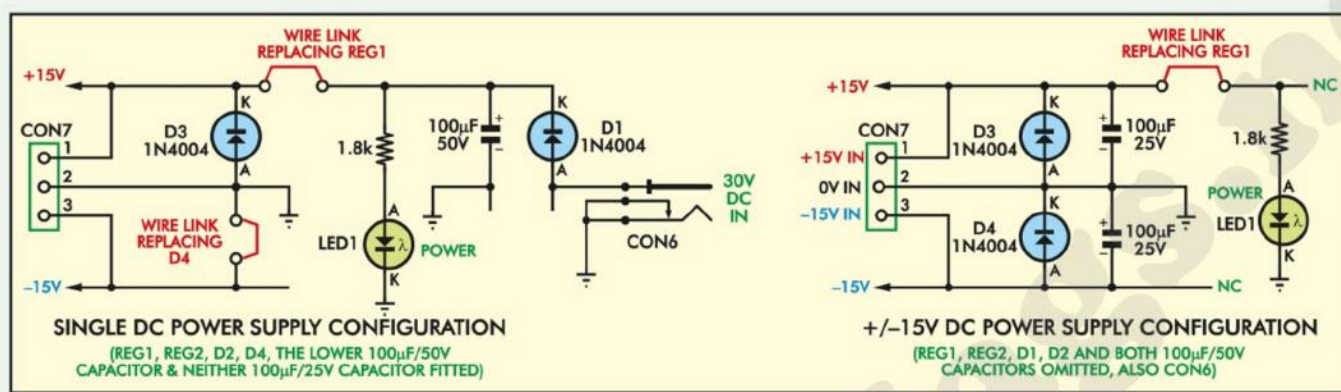 WIRE LINK
REPLACING REG1
+15V
K
D3
1N4004
A
CON7
1
2
3
WIRE LINK
REPLACING
D4
–15V
1.8k
A
LED1
λ
POWER
K
100µF
50V
+
–
K
D1
1N4004
A
30V
DC
IN
CON6
SINGLE DC POWER SUPPLY CONFIGURATION
(REG1, REG2, D2, D4, THE LOWER 100µF/50V
CAPACITOR & NEITHER 100µF/25V CAPACITOR FITTED)
WIRE LINK
REPLACING REG1
+15V
NC
CON7
+15V IN
1
0V IN
2
–15V IN
3
K
D3
1N4004
A
+
100µF
25V
–
K
D4
1N4004
A
+
100µF
25V
–
1.8k
POWER
A
LED1
λ
K
–15V
NC
+/–15V DC POWER SUPPLY CONFIGURATION
(REG1, REG2, D1, D2 AND BOTH 100µF/50V
CAPACITORS OMITTED, ALSO CON6)